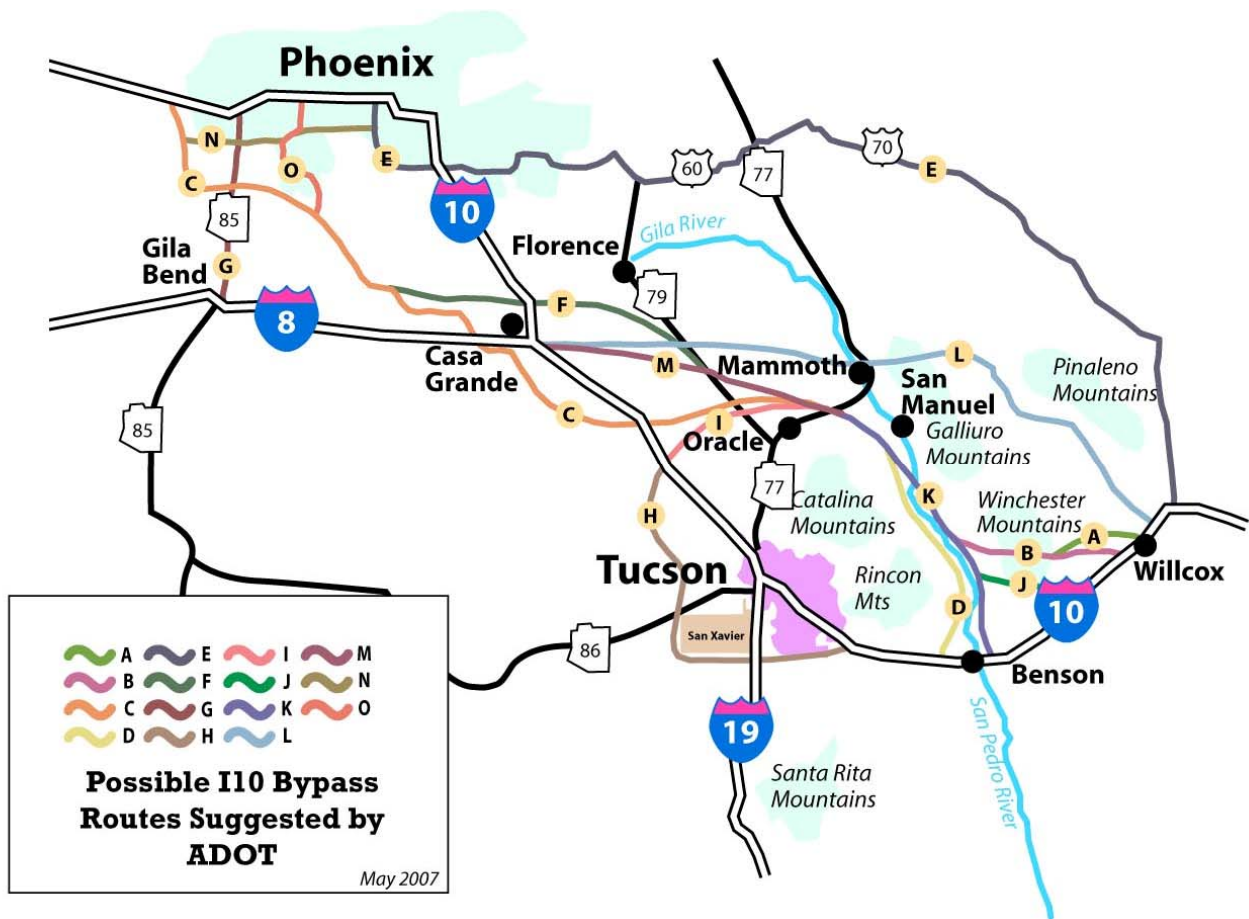 Phoenix
N
E
O
C
60
70
E
77
85
10
Gila River
Gila
Bend
G
Florence
79
8
F
Casa
Grande
M
Mammoth
L
Pinaleno
Mountains
San
Manuel
C
I
Oracle
Galliuro
Mountains
85
77
Catalina
Mountains
K
Winchester
Mountains
H
B
A
Tucson
Willcox
Rincon
Mts
J
10
D
San Xavier
86
Benson
19
San Pedro River
Santa Rita
Mountains
A E I M
B F J N
C G K O
D H L
Possible I10 Bypass
Routes Suggested by
ADOT
May 2007